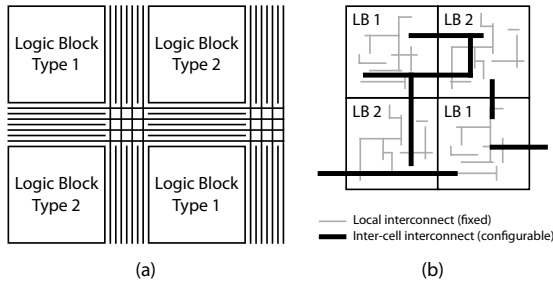 Logic Block
Type 1
Logic Block
Type 2
Logic Block
Type 2
Logic Block
Type 1
(a)
LB 1
LB 2
LB 2
LB 1
Local interconnect (fixed)
Inter-cell interconnect (configurable)
(b)